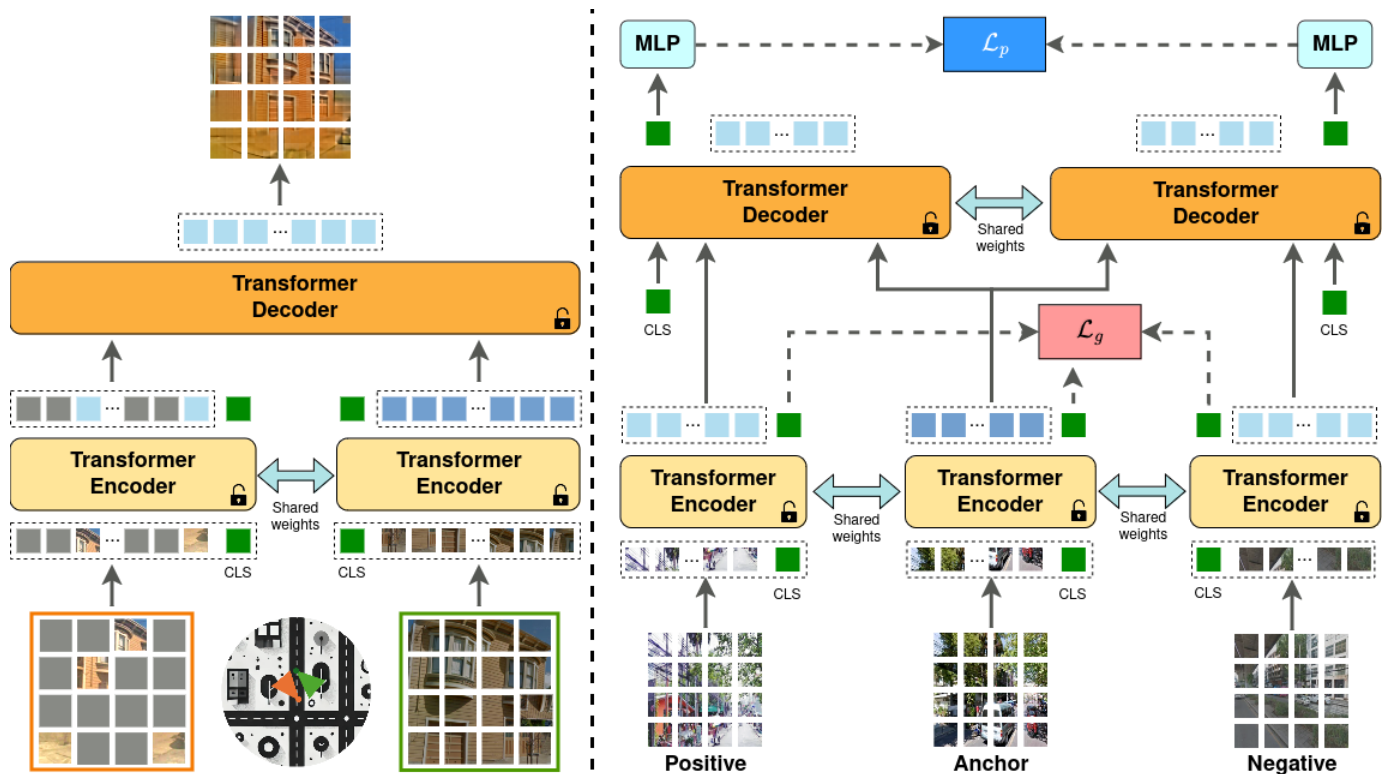 Transformer
Decoder
Transformer
Encoder
Shared
weights
Transformer
Encoder
CLS
CLS
MLP
ℒp
MLP
Transformer
Decoder
Shared
weights
Transformer
Decoder
CLS
ℒg
CLS
Transformer
Encoder
Shared
weights
Transformer
Encoder
Shared
weights
Transformer
Encoder
CLS
CLS
CLS
Positive
Anchor
Negative